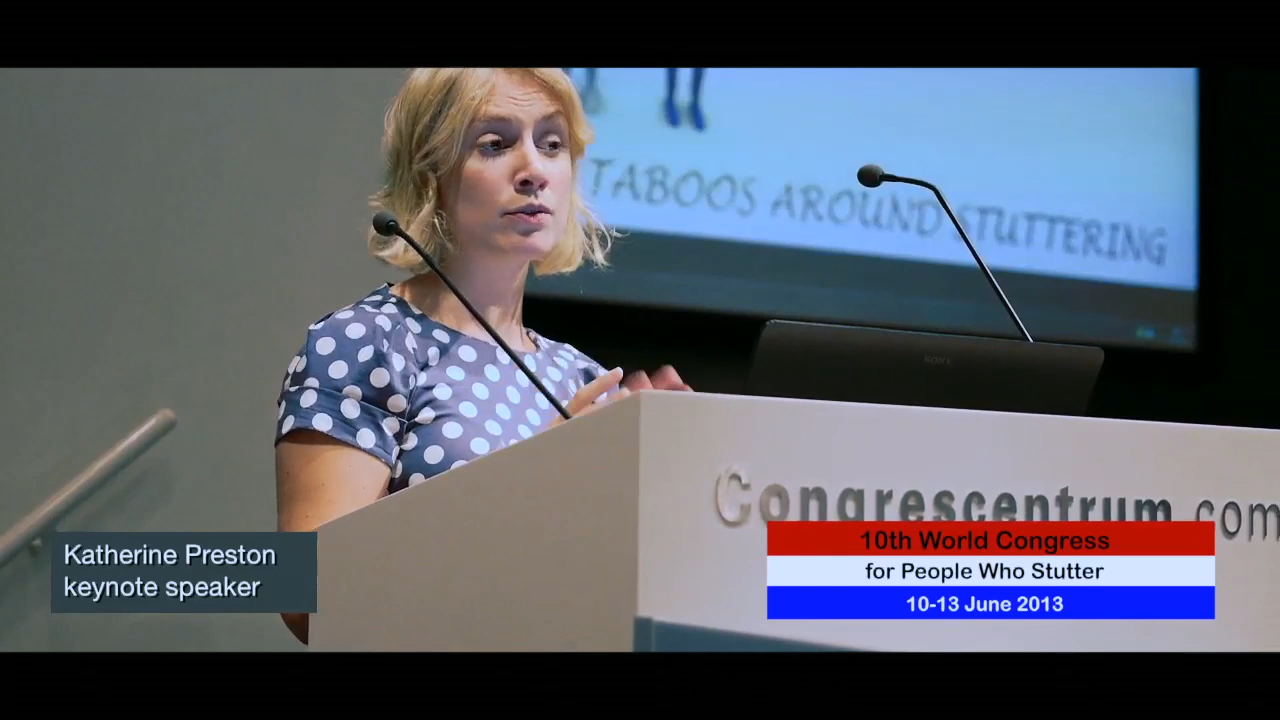 TABOOS AROUND STUTTERING
SONY
Congrescentrum.com
Katherine Preston
keynote speaker
10th World Congress
for People Who Stutter
10-13 June 2013